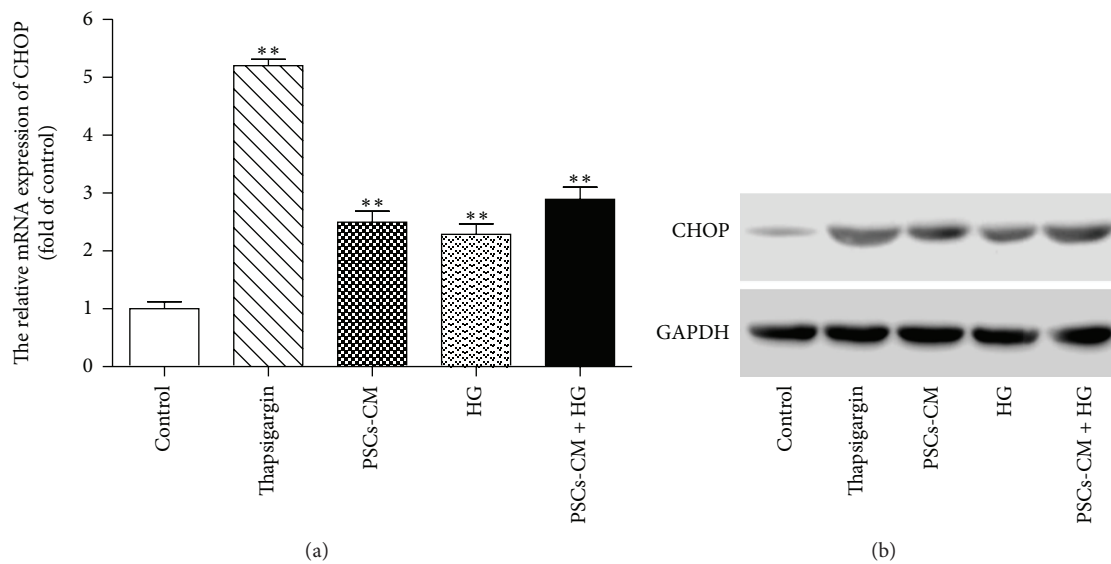 The relative mRNA expression of CHOP
(fold of control)
6
5
4
3
2
1
0
**
**
**
**
Control
Thapsigargin
PSCs-CM
HG
PSCs-CM + HG
(a)
CHOP
GAPDH
Control
Thapsigargin
PSCs-CM
HG
PSCs-CM + HG
(b)